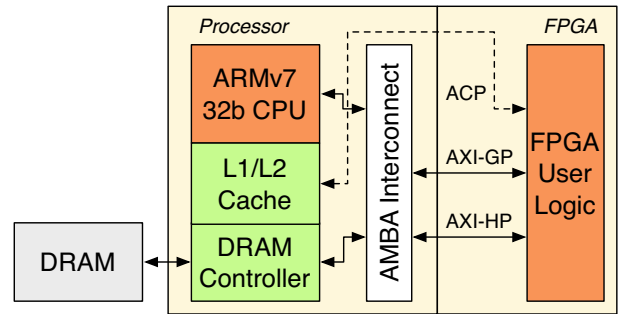 Processor
FPGA
ARMv7
32b CPU
L1/L2
Cache
DRAM
Controller
AMBA Interconnect
ACP
AXI-GP
AXI-HP
FPGA
User
Logic
DRAM